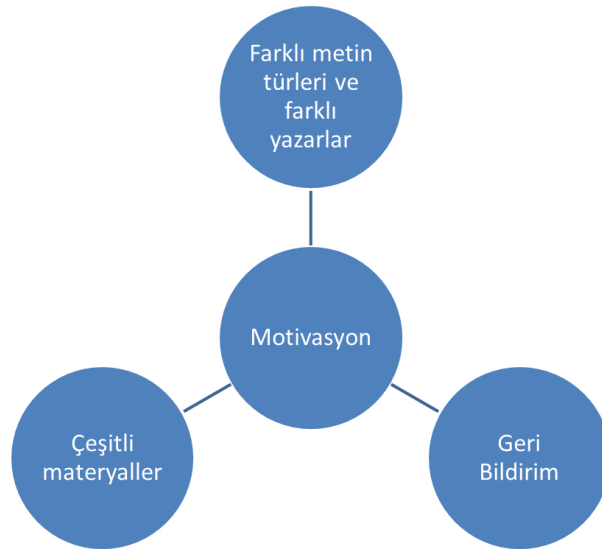 Farklı metin
türleri ve
farklı
yazarlar
Motivasyon
Çeşitli
materyaller
Geri
Bildirim